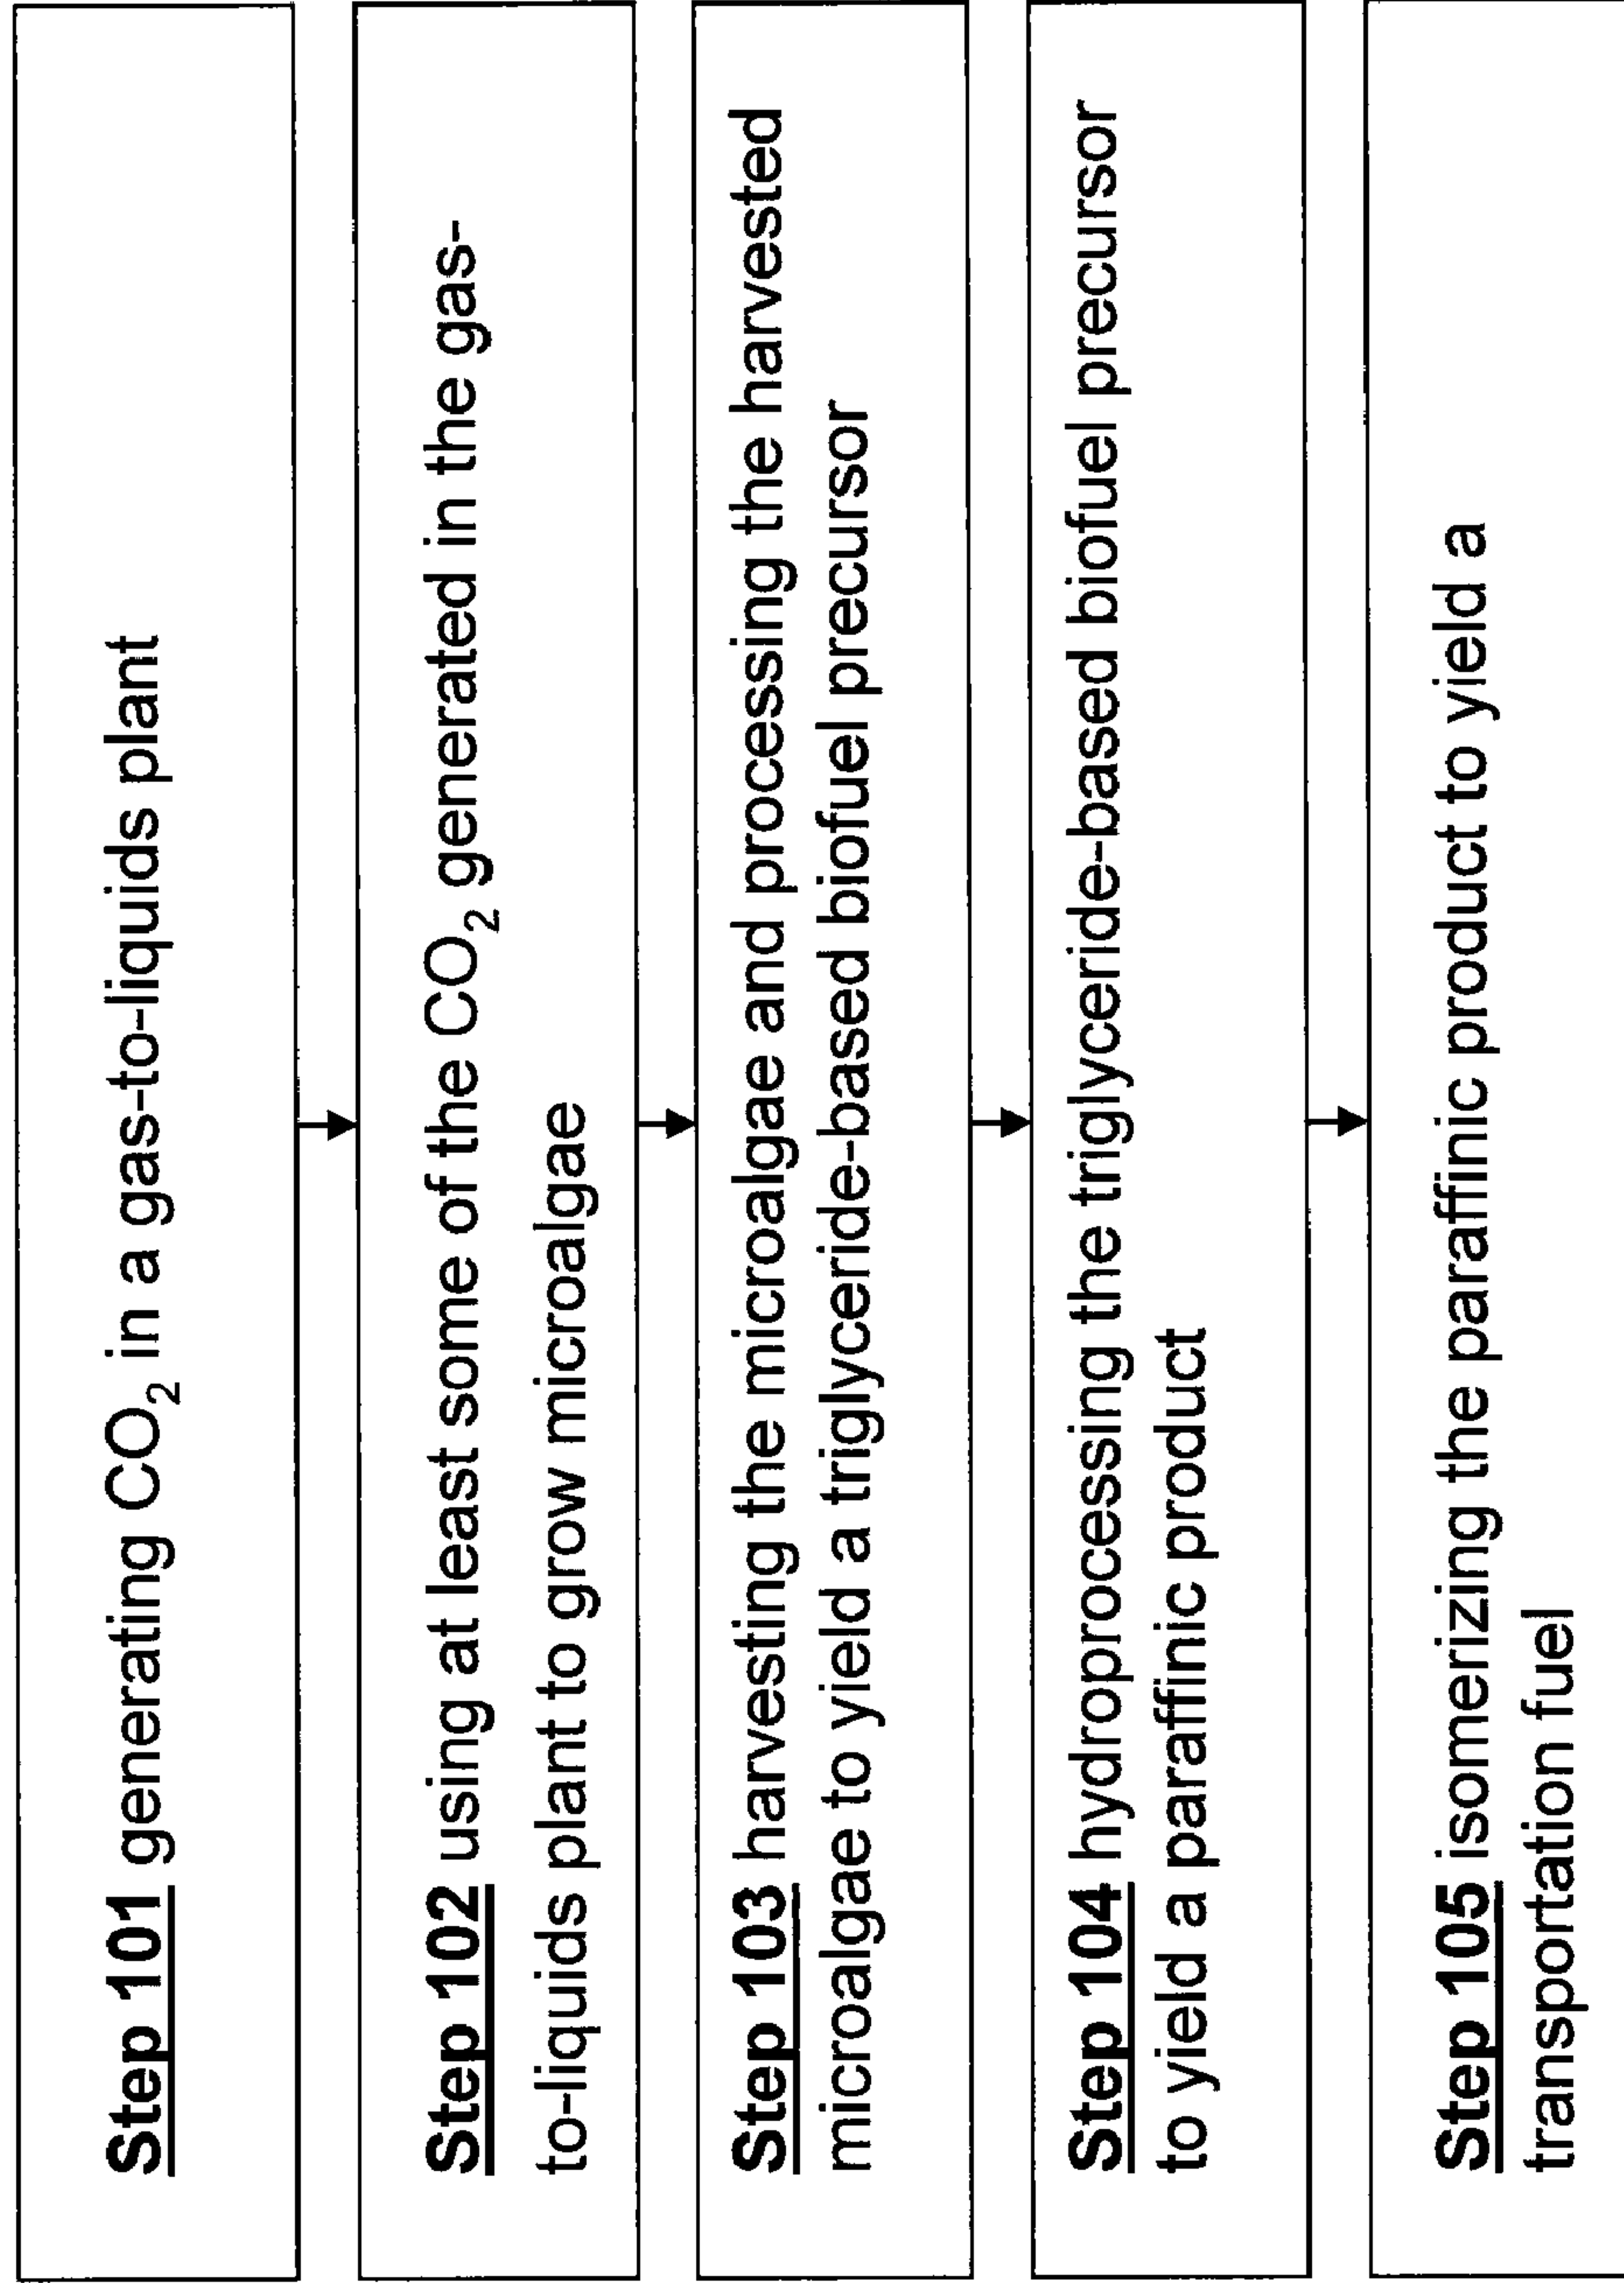 Step 101 generating CO₂ in a gas-to-liquids plant
Step 102 using at least some of the CO₂ generated in the gas-
to-liquids plant to grow microalgae
Step 103 harvesting the microalgae and processing the harvested
microalgae to yield a triglyceride-based biofuel precursor
Step 104 hydroprocessing the triglyceride-based biofuel precursor
to yield a paraffinic product
Step 105 isomerizing the paraffinic product to yield a
transportation fuel